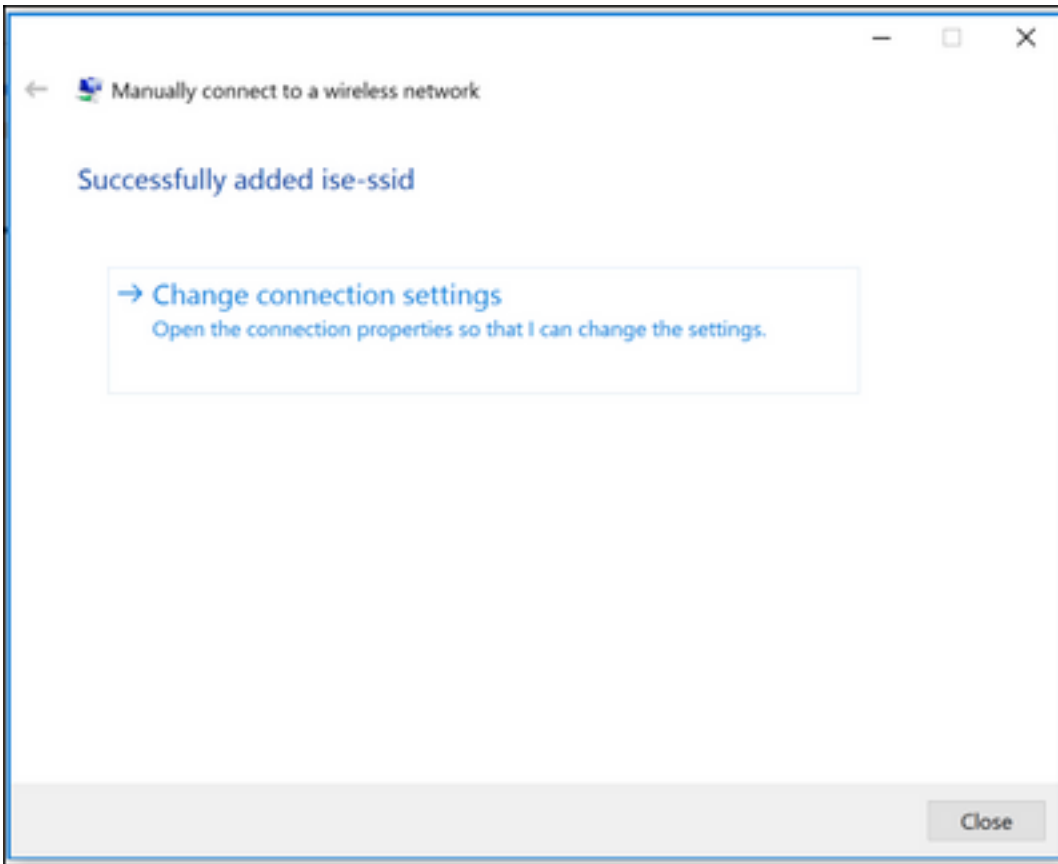 Manually connect to a wireless network
Successfully added ise-ssid
Change connection settings
Open the connection properties so that I can change the settings.
Close